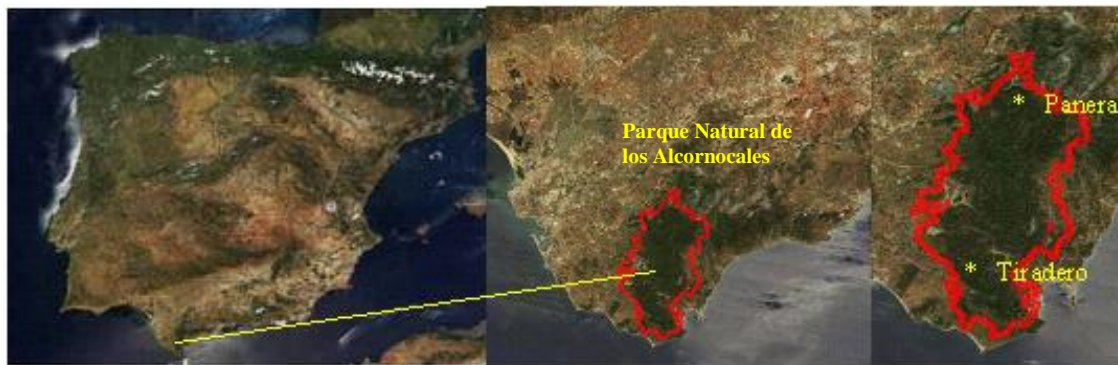 Parque Natural de
los Alcornocales
* Panera
* Tiradero